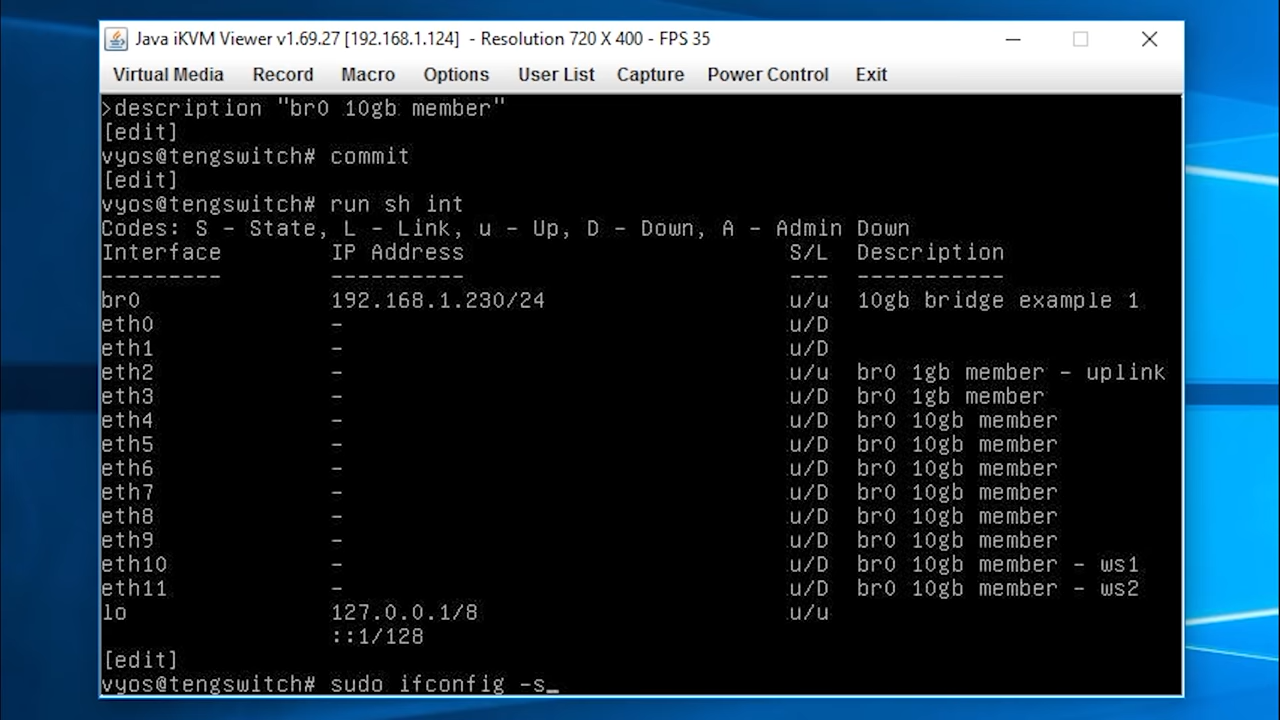 Java iKVM Viewer v1.69.27 [192.168.1.124] - Resolution 720 X 400 - FPS 35
Virtual Media Record Macro Options User List Capture Power Control Exit
>description "br0 10gb member"
[edit]
vyos@tengswitch# commit
[edit]
vyos@tengswitch# run sh int
Codes: S - State, L - Link, u - Up, D - Down, A - Admin Down
Interface IP Address S/L Description
--------- ---------- --- -----------
br0 192.168.1.230/24 u/u 10gb bridge example 1
eth0 - u/D
eth1 - u/D
eth2 - u/u br0 1gb member - uplink
eth3 - u/D br0 1gb member
eth4 - u/D br0 10gb member
eth5 - u/D br0 10gb member
eth6 - u/D br0 10gb member
eth7 - u/D br0 10gb member
eth8 - u/D br0 10gb member
eth9 - u/D br0 10gb member
eth10 - u/D br0 10gb member - ws1
eth11 - u/D br0 10gb member - ws2
lo 127.0.0.1/8 u/u
::1/128
[edit]
vyos@tengswitch# sudo ifconfig -s_